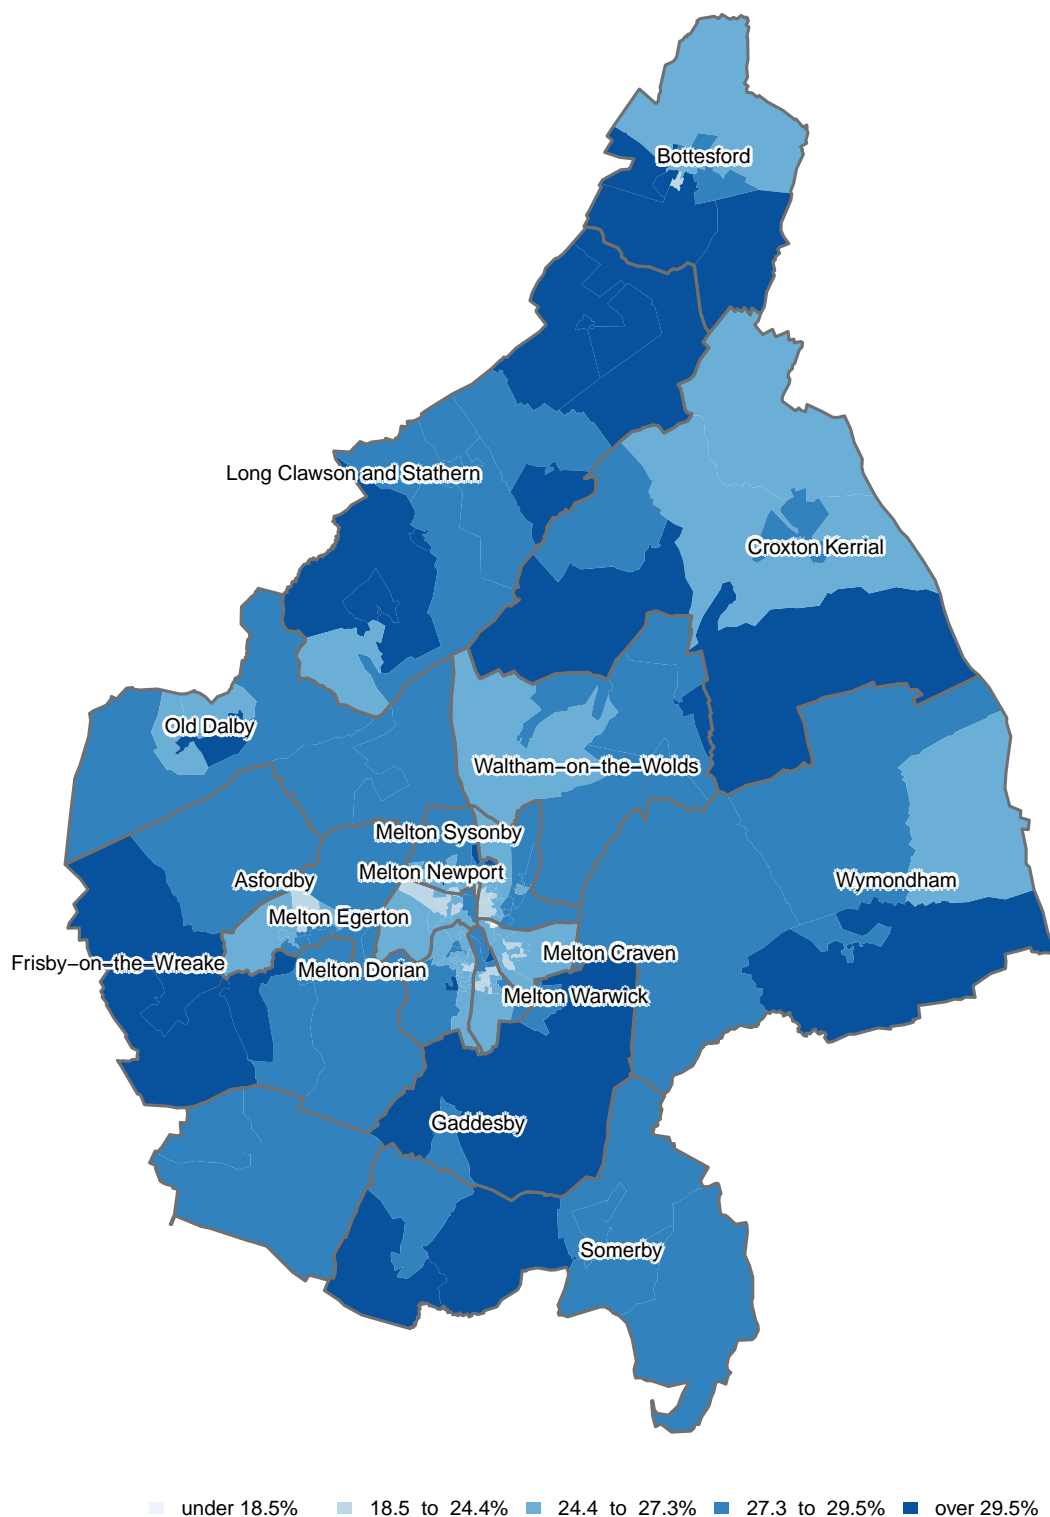 Bottesford
Long Clawson and Stathern
Croxton Kerrial
Old Dalby
Waltham−on−the−Wolds
Melton Sysonby
Melton Newport
Asfordby
Wymondham
Melton Egerton
Melton Craven
Frisby−on−the−Wreake
Melton Dorian
Melton Warwick
Gaddesby
Somerby
under 18.5% 18.5 to 24.4% 24.4 to 27.3% 27.3 to 29.5% over 29.5%